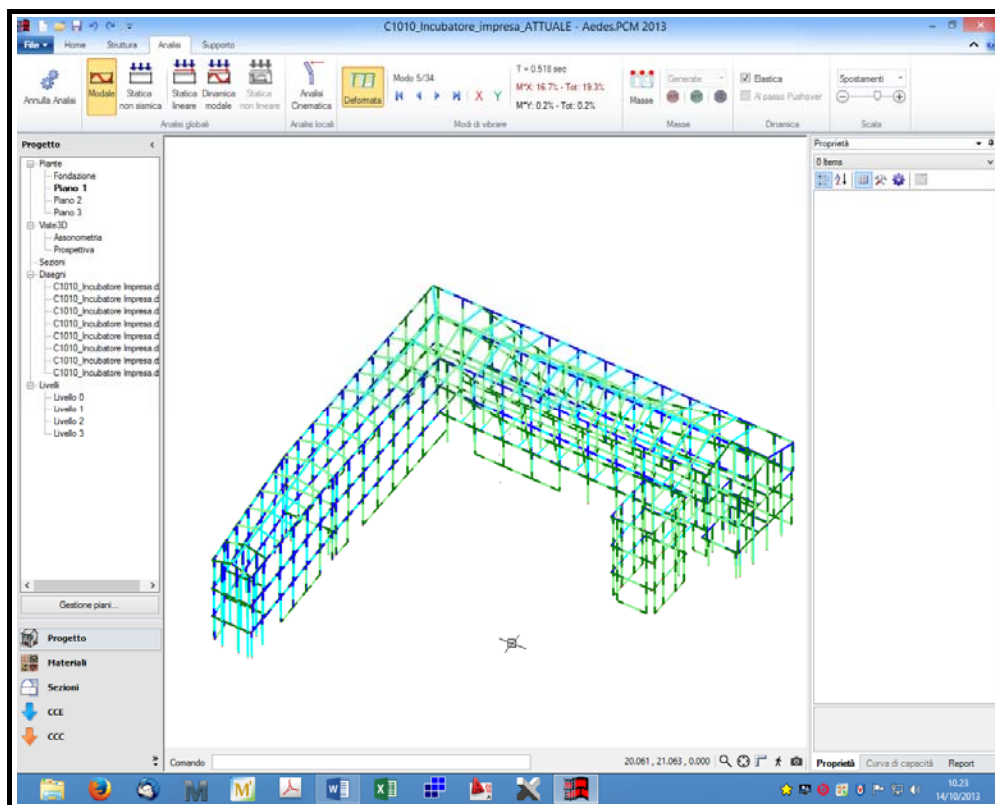 C1010_Incubatore_impresa_ATTUALE - Aedes.PCM 2013
File Home Struttura Analisi Supporto
Annulla Analisi
Modale
Statica non sismica
Statica lineare
Dinamica modale
Statica non lineare
Analisi globali
Analisi Cinematica
Analisi locali
Deformata
Modo 5/34
X Y
T = 0.518 sec
M*X: 16.7% - Tot: 19.3%
M*Y: 0.2% - Tot: 0.2%
Modi di vibrare
Masse
Generate
Masse
Elastica
Al passo Pushover
Dinamica
Spostamenti
Scala
Progetto
Piante
Fondazione
Piano 1
Piano 2
Piano 3
Viste3D
Assonometria
Prospettiva
Sezioni
Disegni
C1010_Incubatore Impresa.d
C1010_Incubatore Impresa.d
C1010_Incubatore Impresa.d
C1010_Incubatore Impresa.d
C1010_Incubatore Impresa.d
C1010_Incubatore Impresa.d
C1010_Incubatore Impresa.d
C1010_Incubatore Impresa.d
Livelli
Livello 0
Livello 1
Livello 2
Livello 3
Gestione piani...
Progetto
Materiali
Sezioni
CCE
CCC
Proprietà
0 Items
Comando
20.061 , 21.063 , 0.000
Proprietà Curva di capacità Report
10.23
14/10/2013